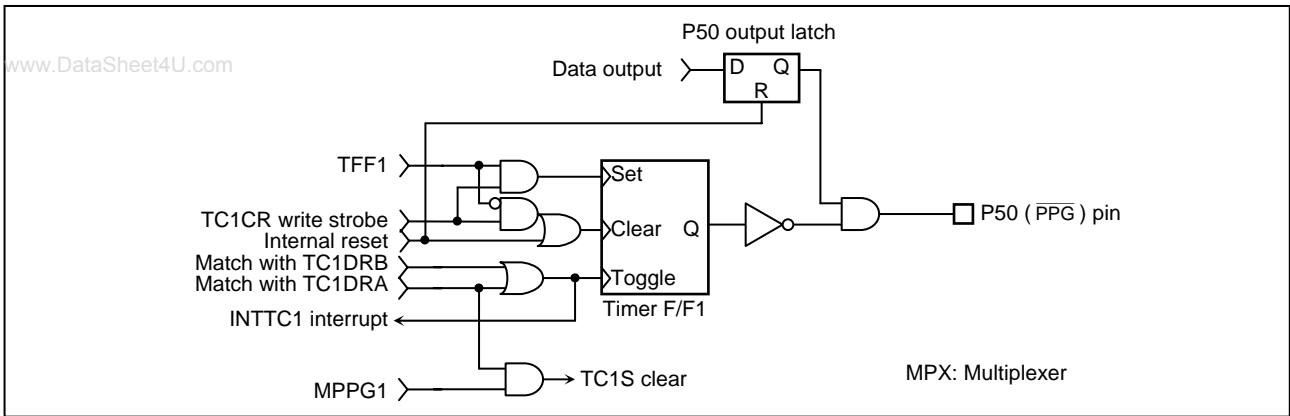 P50 output latch
www.DataSheet4U.com
Data output
D Q
R
TFF1
Set
TC1CR write strobe
P50 ( PPG ) pin
Internal reset
Clear Q
Match with TC1DRB
Match with TC1DRA
Toggle
Timer F/F1
INTTC1 interrupt
TC1S clear
MPX: Multiplexer
MPPG1